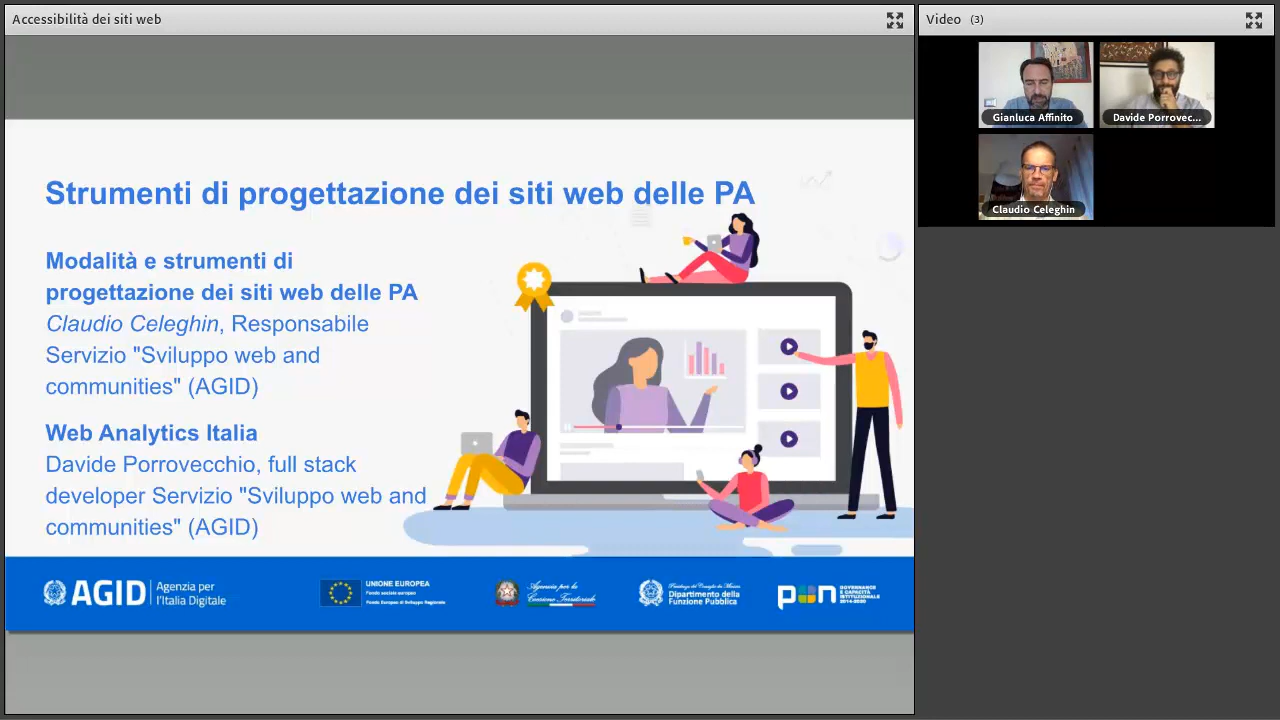 Accessibilità dei siti web
Video (3)
Gianluca Affinito
Davide Porrovec...
Claudio Celeghin
Strumenti di progettazione dei siti web delle PA
Modalità e strumenti di
progettazione dei siti web delle PA
Claudio Celeghin, Responsabile
Servizio "Sviluppo web and
communities" (AGID)
Web Analytics Italia
Davide Porrovecchio, full stack
developer Servizio "Sviluppo web and
communities" (AGID)
AGID
Agenzia per
l'Italia Digitale
UNIONE EUROPEA
Fondo sociale europeo
Fondo Europeo di Sviluppo Regionale
Agenzia per la
Coesione Territoriale
Presidenza del Consiglio dei Ministri
Dipartimento della
Funzione Pubblica
pon
GOVERNANCE
E CAPACITÀ
ISTITUZIONALE
2014-2020